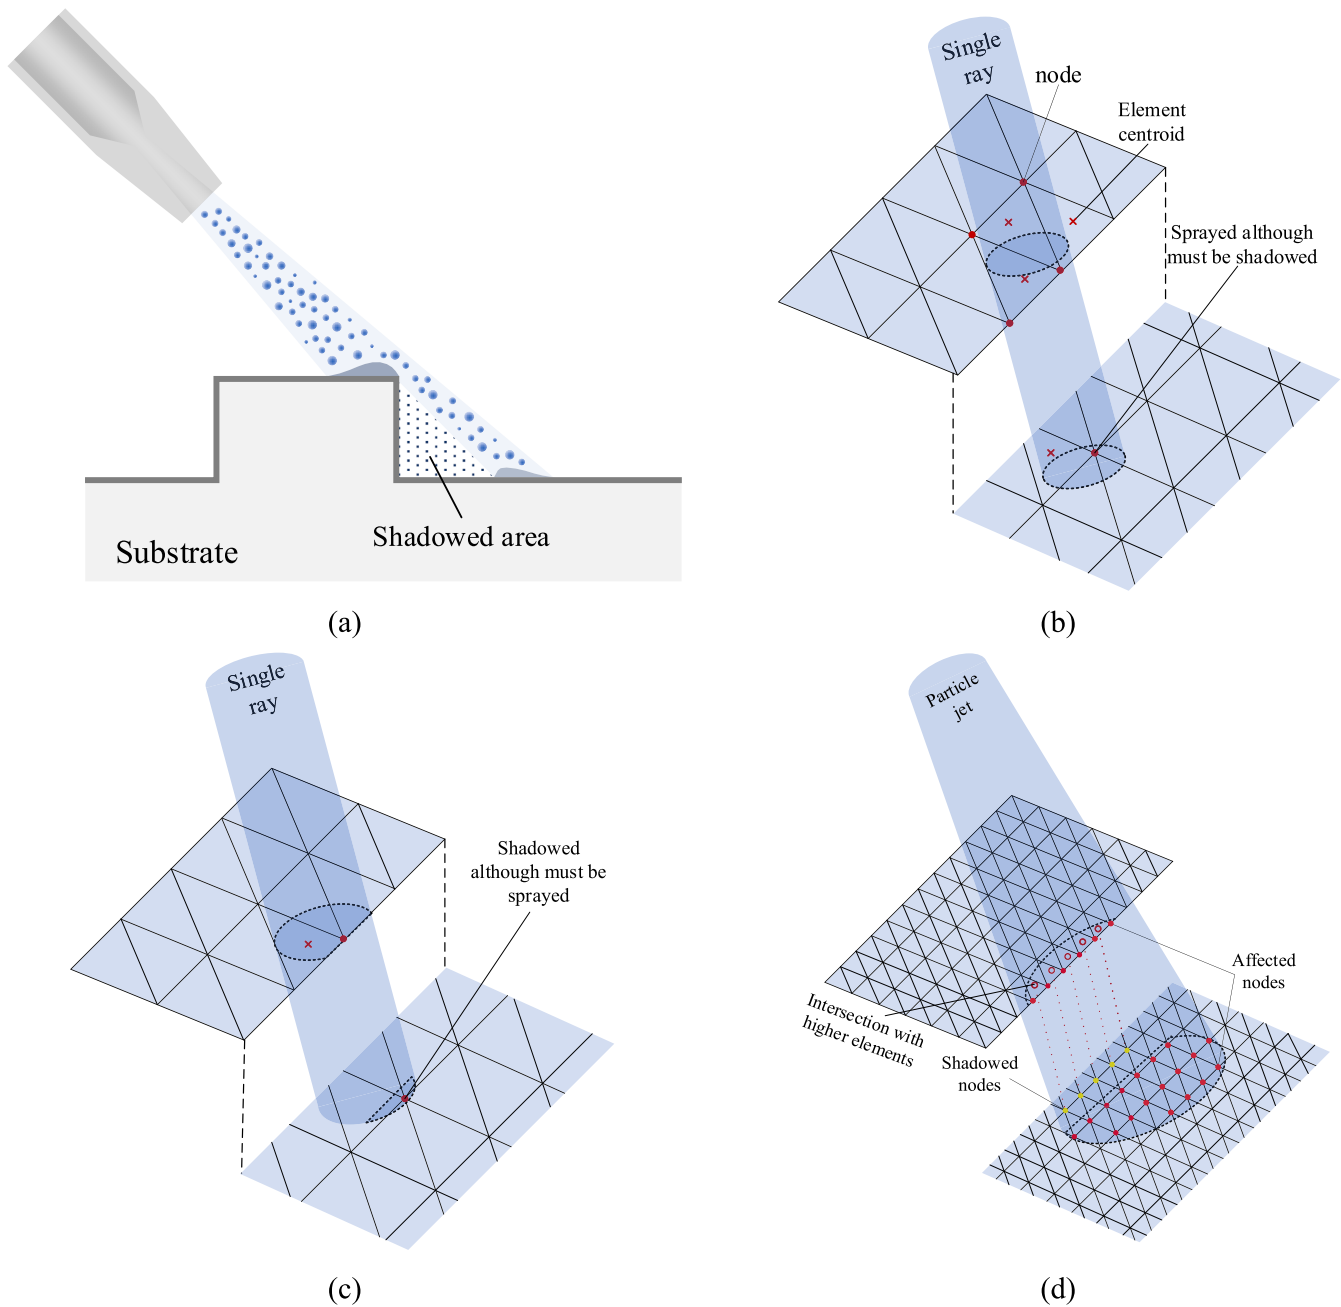 Substrate
Shadowed area
(a)
Single
ray
node
Element
centroid
Sprayed although
must be shadowed
(b)
Single
ray
Shadowed
although must be
sprayed
(c)
Particle
jet
Affected
nodes
Intersection with
higher elements
Shadowed
nodes
(d)